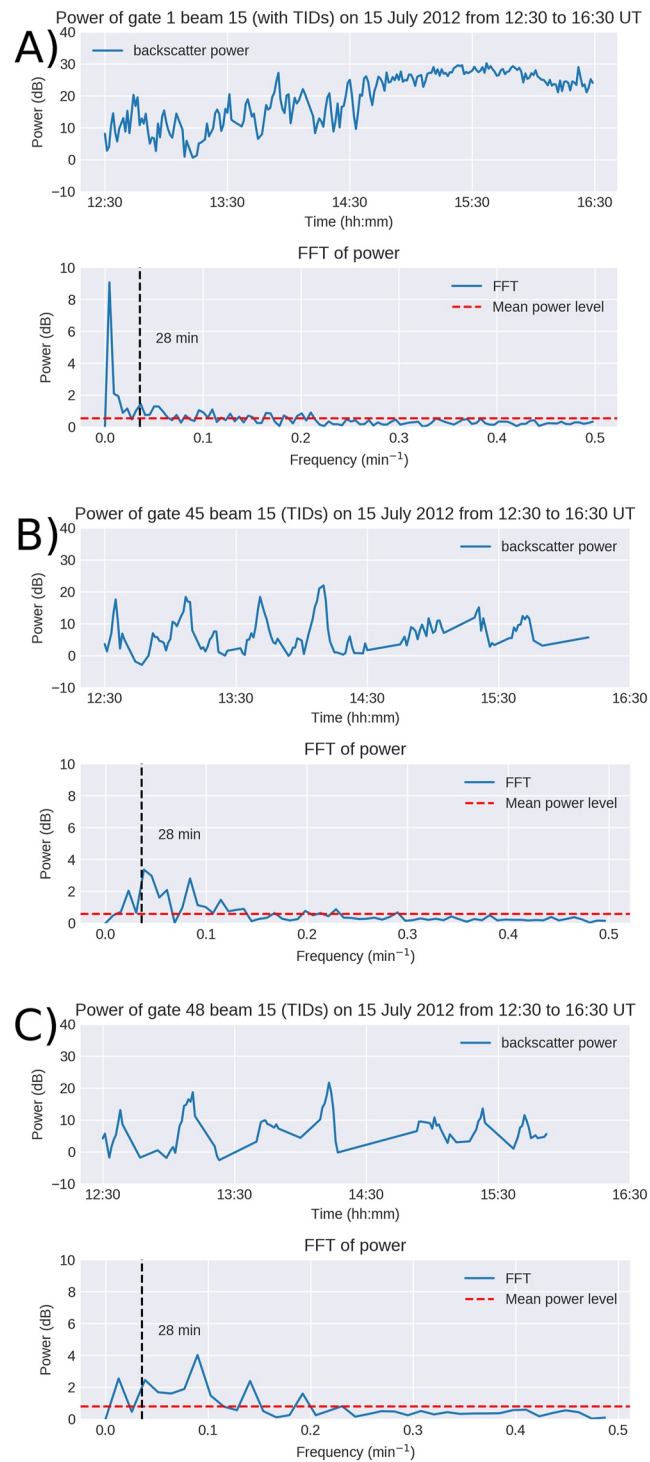 A)
Power of gate 1 beam 15 (with TIDs) on 15 July 2012 from 12:30 to 16:30 UT
40
30
20
10
0
−10
Power (dB)
backscatter power
12:30 13:30 14:30 15:30 16:30
Time (hh:mm)
FFT of power
10
8
6
4
2
0
Power (dB)
FFT
Mean power level
28 min
0.0 0.1 0.2 0.3 0.4 0.5
Frequency (min⁻¹)
B)
Power of gate 45 beam 15 (TIDs) on 15 July 2012 from 12:30 to 16:30 UT
40
30
20
10
0
−10
Power (dB)
backscatter power
12:30 13:30 14:30 15:30 16:30
Time (hh:mm)
FFT of power
10
8
6
4
2
0
Power (dB)
FFT
Mean power level
28 min
0.0 0.1 0.2 0.3 0.4 0.5
Frequency (min⁻¹)
C)
Power of gate 48 beam 15 (TIDs) on 15 July 2012 from 12:30 to 16:30 UT
40
30
20
10
0
−10
Power (dB)
backscatter power
12:30 13:30 14:30 15:30 16:30
Time (hh:mm)
FFT of power
10
8
6
4
2
0
Power (dB)
FFT
Mean power level
28 min
0.0 0.1 0.2 0.3 0.4 0.5
Frequency (min⁻¹)